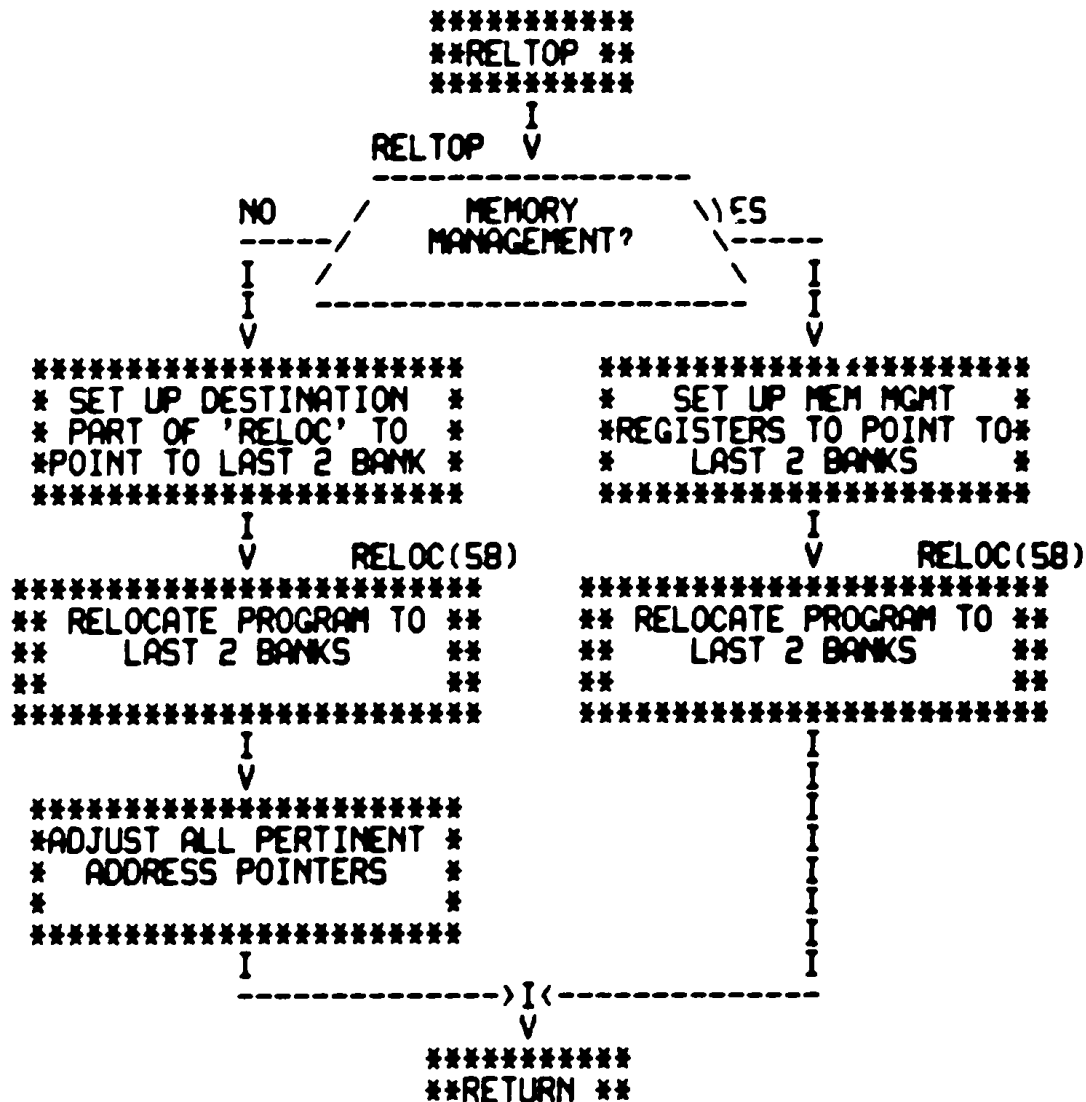 ***********
**RELTOP **
***********
I
RELTOP V
-----------------
NO / MEMORY \YES
-----/ MANAGEMENT? \-----
I / \ I
I ----------------------- I
V V
*********************** ***********************
* SET UP DESTINATION * * SET UP MEM MGMT *
* PART OF 'RELOC' TO * *REGISTERS TO POINT TO*
*POINT TO LAST 2 BANK * * LAST 2 BANKS *
*********************** ***********************
I I
V RELOC(58) V RELOC(58)
************************* *************************
** RELOCATE PROGRAM TO ** ** RELOCATE PROGRAM TO **
** LAST 2 BANKS ** ** LAST 2 BANKS **
** ** ** **
************************* *************************
I I
V I
*********************** I
*ADJUST ALL PERTINENT * I
* ADDRESS POINTERS * I
* * I
*********************** I
I I
--------------->I<---------------
V
***********
**RETURN **